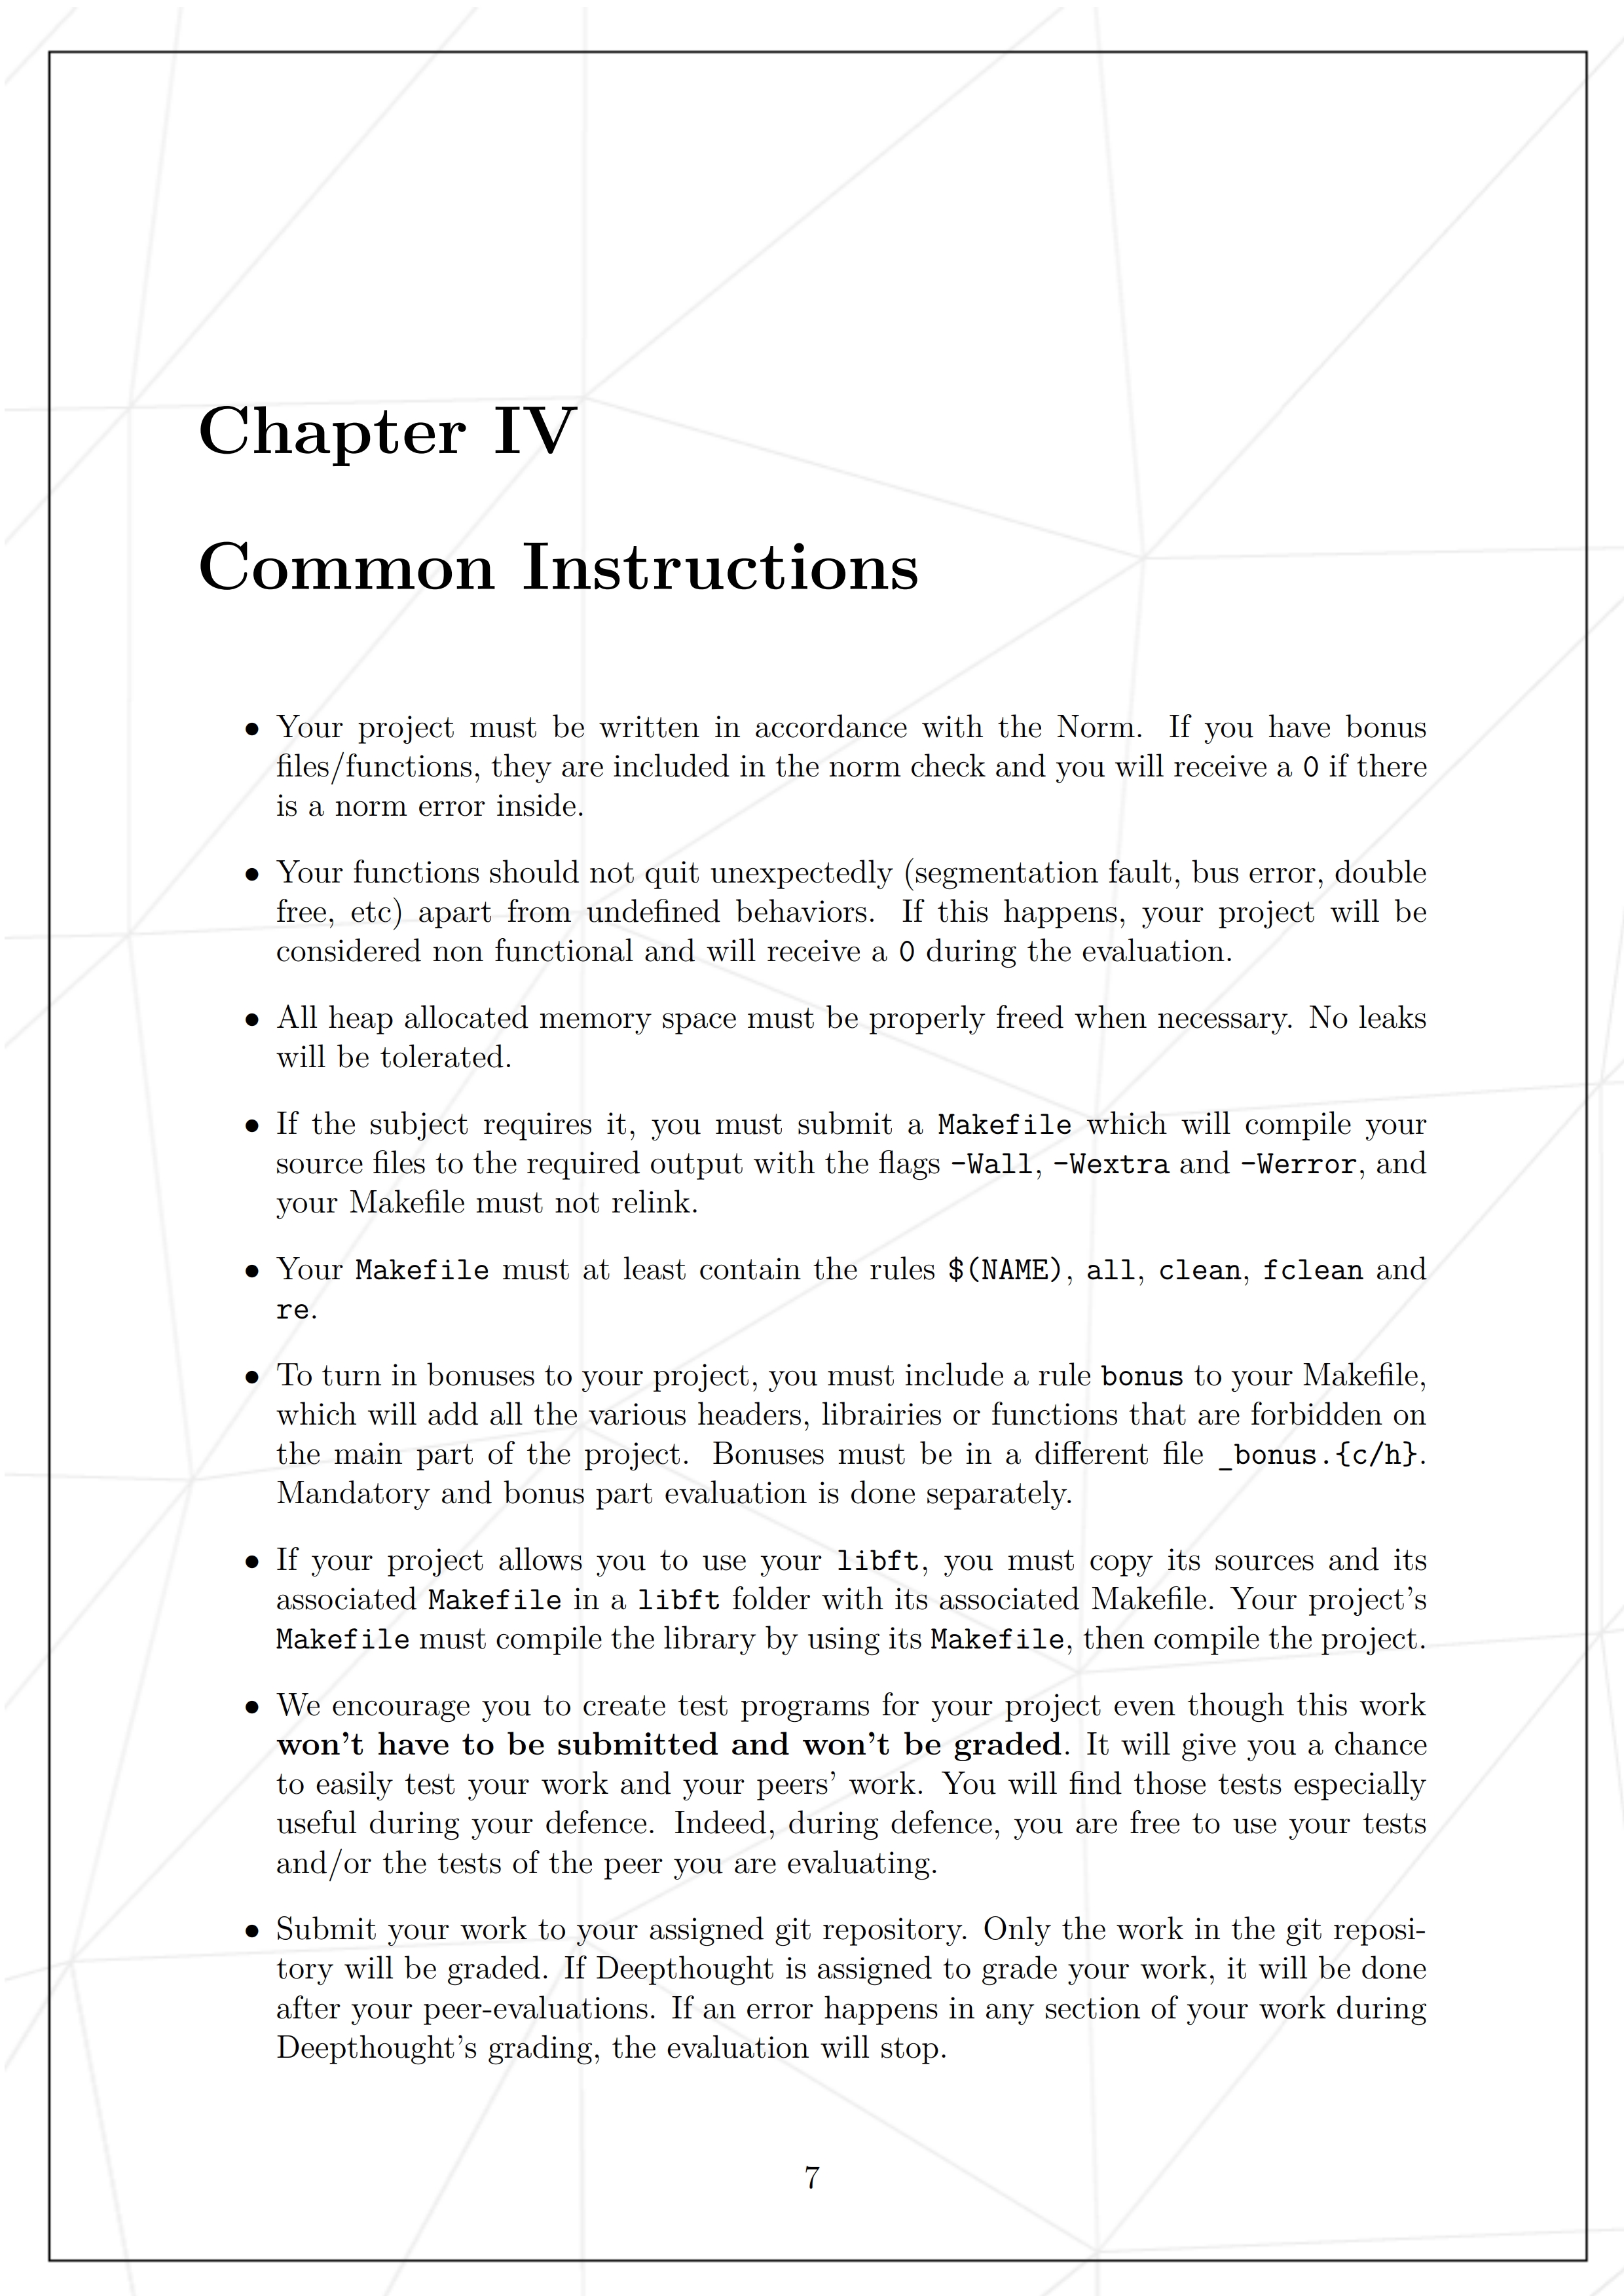 Chapter IV
Common Instructions
• Your project must be written in accordance with the Norm. If you have bonus
files/functions, they are included in the norm check and you will receive a 0 if there
is a norm error inside.
• Your functions should not quit unexpectedly (segmentation fault, bus error, double
free, etc) apart from undefined behaviors. If this happens, your project will be
considered non functional and will receive a 0 during the evaluation.
• All heap allocated memory space must be properly freed when necessary. No leaks
will be tolerated.
• If the subject requires it, you must submit a Makefile which will compile your
source files to the required output with the flags -Wall, -Wextra and -Werror, and
your Makefile must not relink.
• Your Makefile must at least contain the rules $(NAME), all, clean, fclean and
re.
• To turn in bonuses to your project, you must include a rule bonus to your Makefile,
which will add all the various headers, librairies or functions that are forbidden on
the main part of the project. Bonuses must be in a different file _bonus.{c/h}.
Mandatory and bonus part evaluation is done separately.
• If your project allows you to use your libft, you must copy its sources and its
associated Makefile in a libft folder with its associated Makefile. Your project's
Makefile must compile the library by using its Makefile, then compile the project.
• We encourage you to create test programs for your project even though this work
won't have to be submitted and won't be graded. It will give you a chance
to easily test your work and your peers' work. You will find those tests especially
useful during your defence. Indeed, during defence, you are free to use your tests
and/or the tests of the peer you are evaluating.
• Submit your work to your assigned git repository. Only the work in the git reposi-
tory will be graded. If Deepthought is assigned to grade your work, it will be done
after your peer-evaluations. If an error happens in any section of your work during
Deepthought's grading, the evaluation will stop.
7